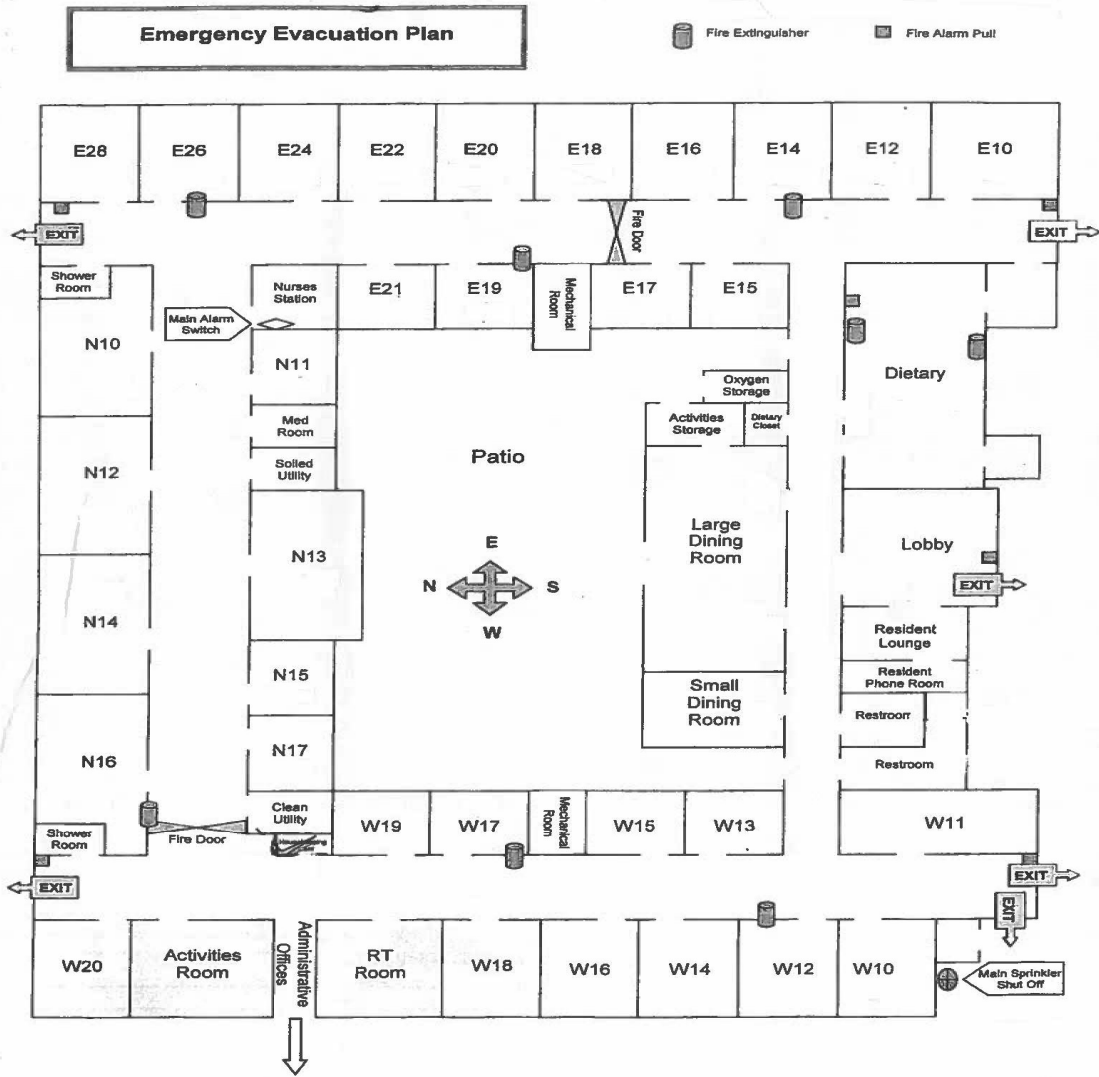 Emergency Evacuation Plan
Fire Extinguisher
Fire Alarm Pull
E28
E26
E24
E22
E20
E18
E16
E14
E12
E10
EXIT
Fire Door
EXIT
Shower
Room
Nurses
Station
E21
E19
Mechanical
Room
E17
E15
Main Alarm
Switch
N10
N11
Dietary
Oxygen
Storage
Med
Room
Activities
Storage
Dietary
Closet
Soiled
Utility
Patio
N12
N13
Large
Dining
Room
Lobby
E
N
S
W
EXIT
N14
Resident
Lounge
N15
Resident
Phone Room
Small
Dining
Room
Restroom
N16
N17
Restroom
Clean
Utility
W19
W17
Mechanical
Room
W15
W13
W11
Shower
Room
Fire Door
EXIT
EXIT
EXIT
W20
Activities
Room
Administrative
Offices
RT
Room
W18
W16
W14
W12
W10
Main Sprinkler
Shut Off